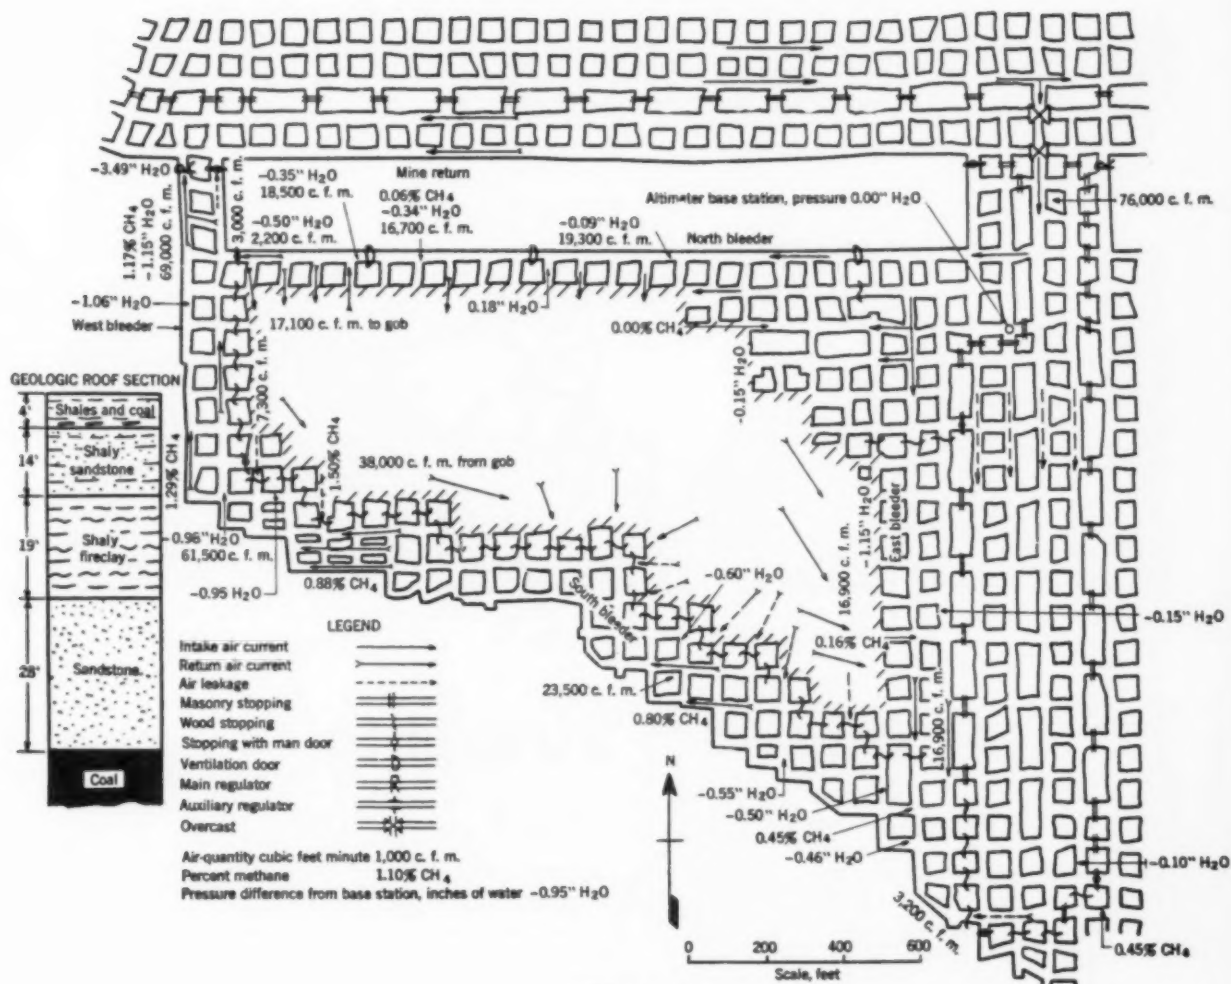 -3.49" H₂O
1.17% CH₄
-1.15" H₂O
69,000 c. f. m.
3,000 c. f. m.
-0.35" H₂O
18,500 c. f. m.
-0.50" H₂O
2,200 c. f. m.
Mine return
0.06% CH₄
-0.34" H₂O
16,700 c. f. m.
-0.09" H₂O
19,300 c. f. m.
Altimeter base station, pressure 0.00" H₂O
North bleeder
76,000 c. f. m.
-1.06" H₂O
West bleeder
17,100 c. f. m. to gob
0.18" H₂O
0.00% CH₄
-0.15" H₂O
7,300 c. f. m.
GEOLOGIC ROOF SECTION
4'
Shales and coal
14'
Shaly
sandstone
19'
Shaly
fireclay
28'
Sandstone
Coal
1.29% CH₄
1.50% CH₄
38,000 c. f. m. from gob
-0.96" H₂O
61,500 c. f. m.
-0.95 H₂O
0.88% CH₄
South bleeder
-0.60" H₂O
16,900 c. f. m.
-1.15" H₂O
East bleeder
-0.15" H₂O
0.16% CH₄
23,500 c. f. m.
0.80% CH₄
16,900 c. f. m.
-0.55" H₂O
-0.50" H₂O
0.45% CH₄
-0.46" H₂O
-0.10" H₂O
3,200 c. f. m.
0.45% CH₄
LEGEND
Intake air current
Return air current
Air leakage
Masonry stopping
Wood stopping
Stopping with man door
Ventilation door
Main regulator
Auxiliary regulator
Overcast
Air-quantity cubic feet minute 1,000 c. f. m.
Percent methane 1.10% CH₄
Pressure difference from base station, inches of water -0.95" H₂O
N
0 200 400 600
Scale, feet